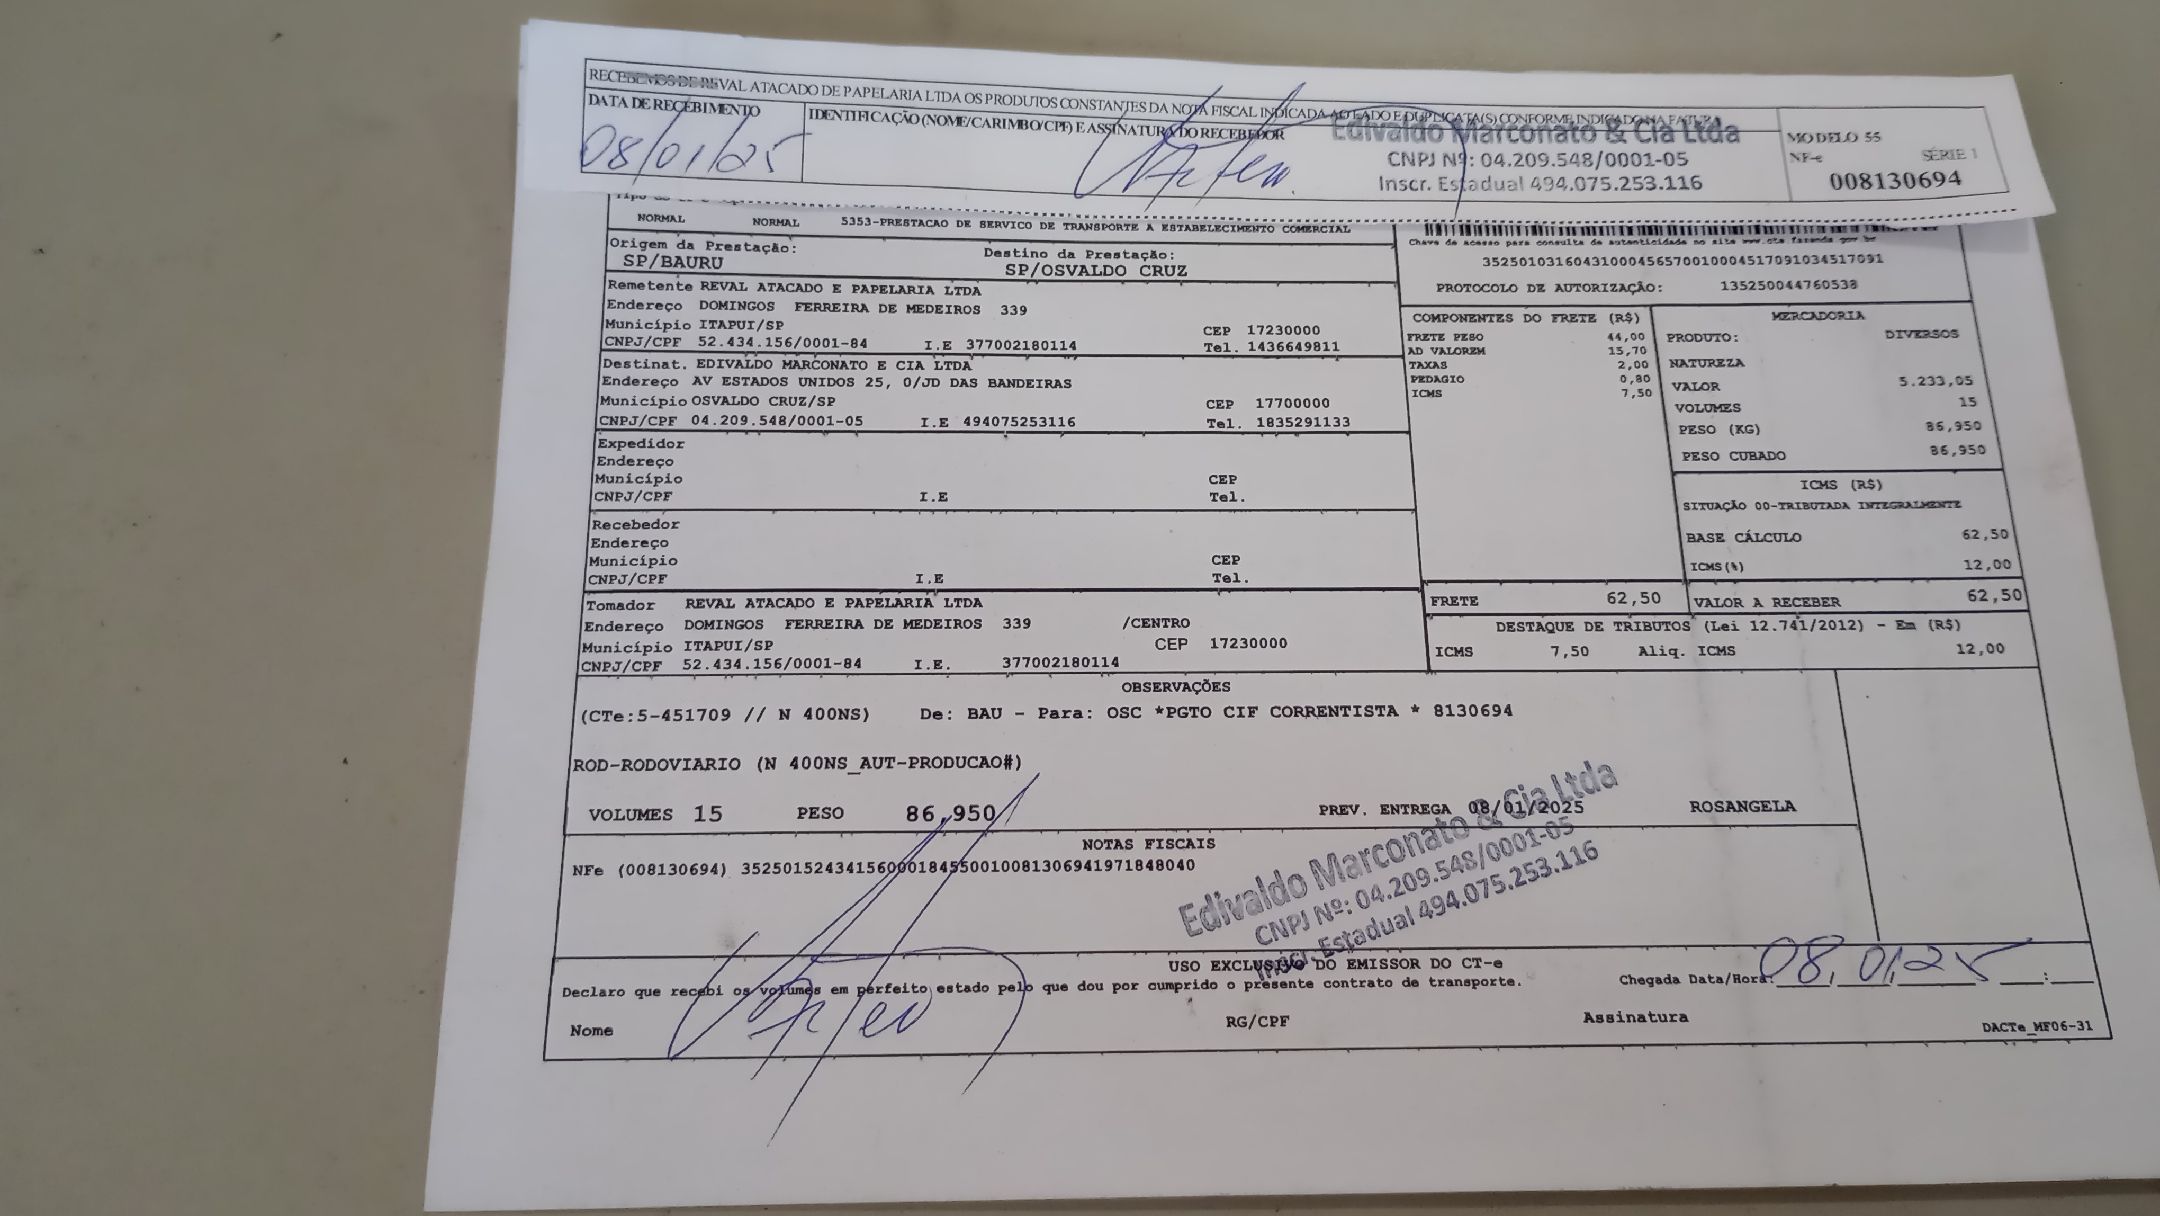 RECEBEMOS DE REVAL ATACADO DE PAPELARIA LTDA OS PRODUTOS CONSTANTES DA NOTA FISCAL INDICADA AO LADO E DUPLICATA(S) CONFORME INDICADO NA FATURA
DATA DE RECEBIMENTO
IDENTIFICAÇÃO (NOME/CARIMBO/CPF) E ASSINATURA DO RECEBEDOR
08/01/25
Edivaldo Marconato & Cia Ltda
CNPJ Nº: 04.209.548/0001-05
Inscr. Estadual 494.075.253.116
MODELO 55
NF-e SÉRIE 1
008130694
NORMAL NORMAL 5353-PRESTACAO DE SERVICO DE TRANSPORTE A ESTABELECIMENTO COMERCIAL
Chave de acesso para consulta de autenticidade no site www.cte.fazenda.gov.br
35250103160431000456570010004517091034517091
PROTOCOLO DE AUTORIZAÇÃO: 135250044760538
Origem da Prestação: Destino da Prestação:
SP/BAURU SP/OSVALDO CRUZ
Remetente REVAL ATACADO E PAPELARIA LTDA
Endereço DOMINGOS FERREIRA DE MEDEIROS 339
Município ITAPUI/SP CEP 17230000
CNPJ/CPF 52.434.156/0001-84 I.E 377002180114 Tel. 1436649811
Destinat. EDIVALDO MARCONATO E CIA LTDA
Endereço AV ESTADOS UNIDOS 25, 0/JD DAS BANDEIRAS
Município OSVALDO CRUZ/SP CEP 17700000
CNPJ/CPF 04.209.548/0001-05 I.E 494075253116 Tel. 1835291133
Expedidor
Endereço
Município CEP
CNPJ/CPF I.E Tel.
Recebedor
Endereço
Município CEP
CNPJ/CPF I.E Tel.
Tomador REVAL ATACADO E PAPELARIA LTDA
Endereço DOMINGOS FERREIRA DE MEDEIROS 339 /CENTRO
Município ITAPUI/SP CEP 17230000
CNPJ/CPF 52.434.156/0001-84 I.E. 377002180114
COMPONENTES DO FRETE (R$)
FRETE PESO 44,00
AD VALOREM 15,70
TAXAS 2,00
PEDAGIO 0,80
ICMS 7,50
MERCADORIA
PRODUTO: DIVERSOS
NATUREZA
VALOR 5.233,05
VOLUMES 15
PESO (KG) 86,950
PESO CUBADO 86,950
ICMS (R$)
SITUAÇÃO 00-TRIBUTADA INTEGRALMENTE
BASE CÁLCULO 62,50
ICMS(%) 12,00
FRETE 62,50 VALOR A RECEBER 62,50
DESTAQUE DE TRIBUTOS (Lei 12.741/2012) - Em (R$)
ICMS 7,50 Aliq. ICMS 12,00
OBSERVAÇÕES
(CTe:5-451709 // N 400NS) De: BAU - Para: OSC *PGTO CIF CORRENTISTA * 8130694
ROD-RODOVIARIO (N 400NS_AUT-PRODUCAO#)
VOLUMES 15 PESO 86,950 PREV. ENTREGA 08/01/2025 ROSANGELA
NOTAS FISCAIS
NFe (008130694) 35250152434156000184550010081306941971848040
Edivaldo Marconato & Cia Ltda
CNPJ Nº: 04.209.548/0001-05
Inscr. Estadual 494.075.253.116
USO EXCLUSIVO DO EMISSOR DO CT-e
Declaro que recebi os volumes em perfeito estado pelo que dou por cumprido o presente contrato de transporte. Chegada Data/Hora: 08,01,25
Nome RG/CPF Assinatura DACTe_MF06-31